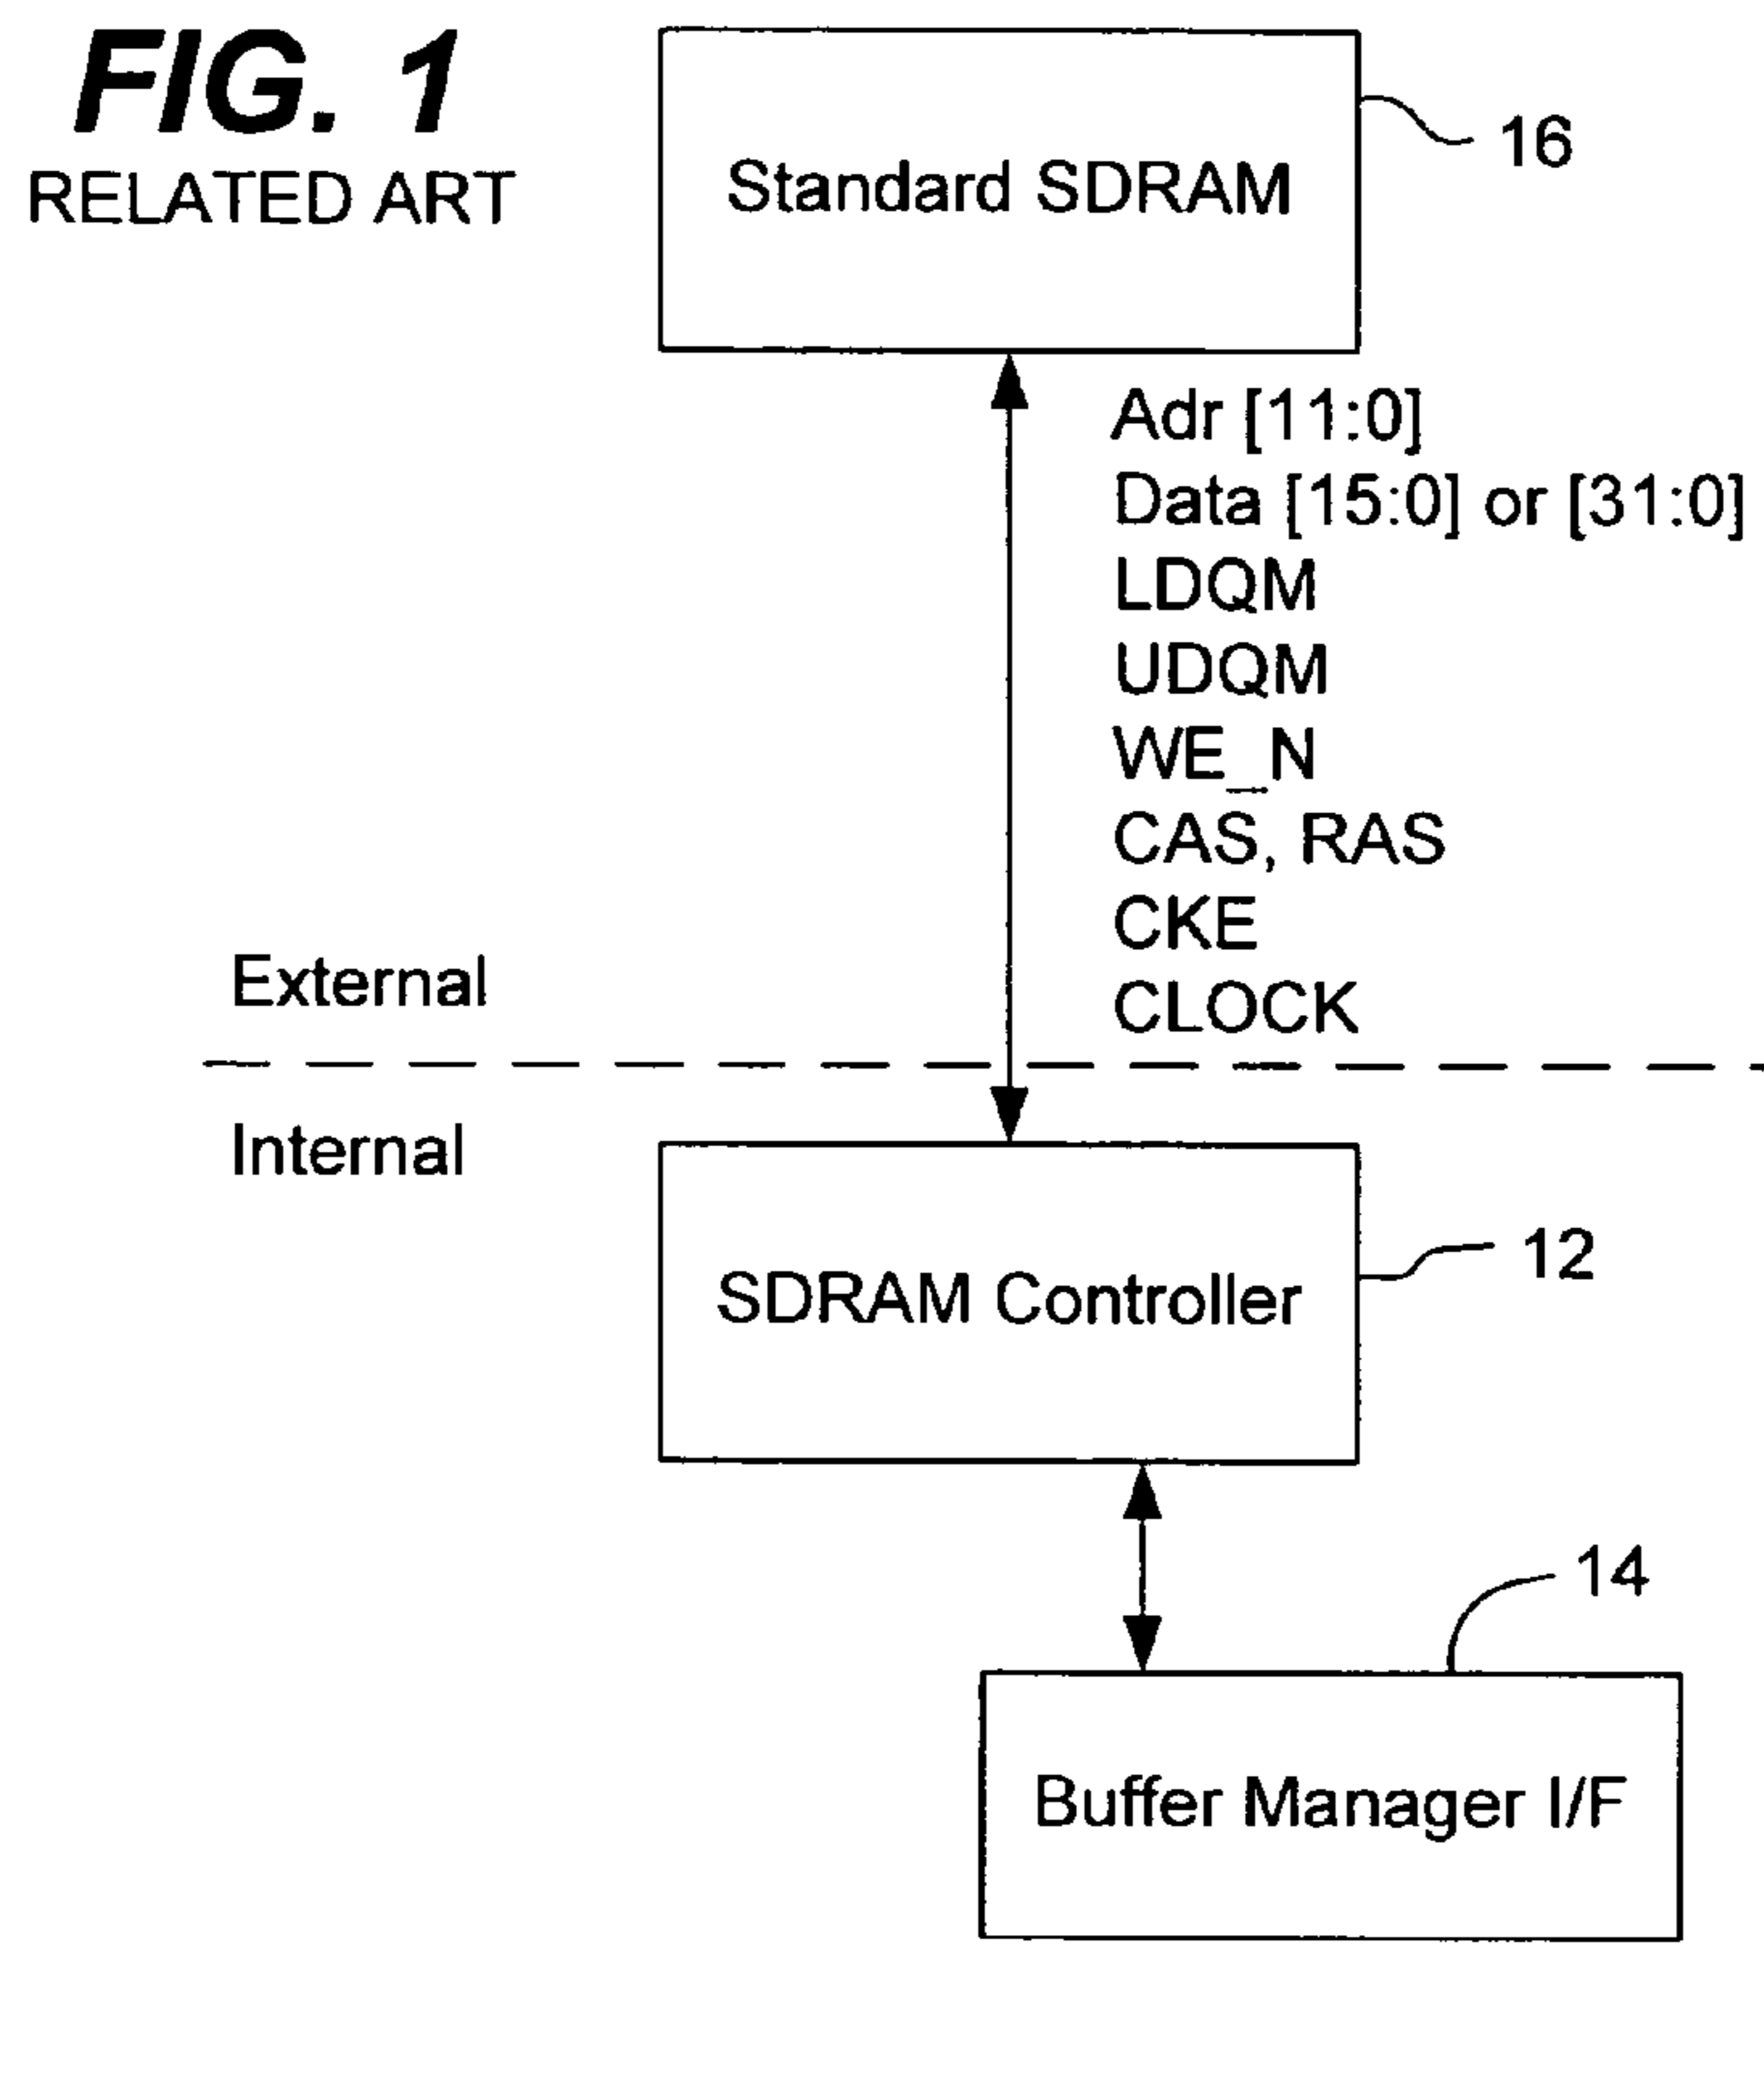 FIG. 1
RELATED ART
Standard SDRAM
16
Adr [11:0]
Data [15:0] or [31:0]
LDQM
UDQM
WE_N
CAS, RAS
CKE
CLOCK
External
Internal
SDRAM Controller
12
14
Buffer Manager I/F